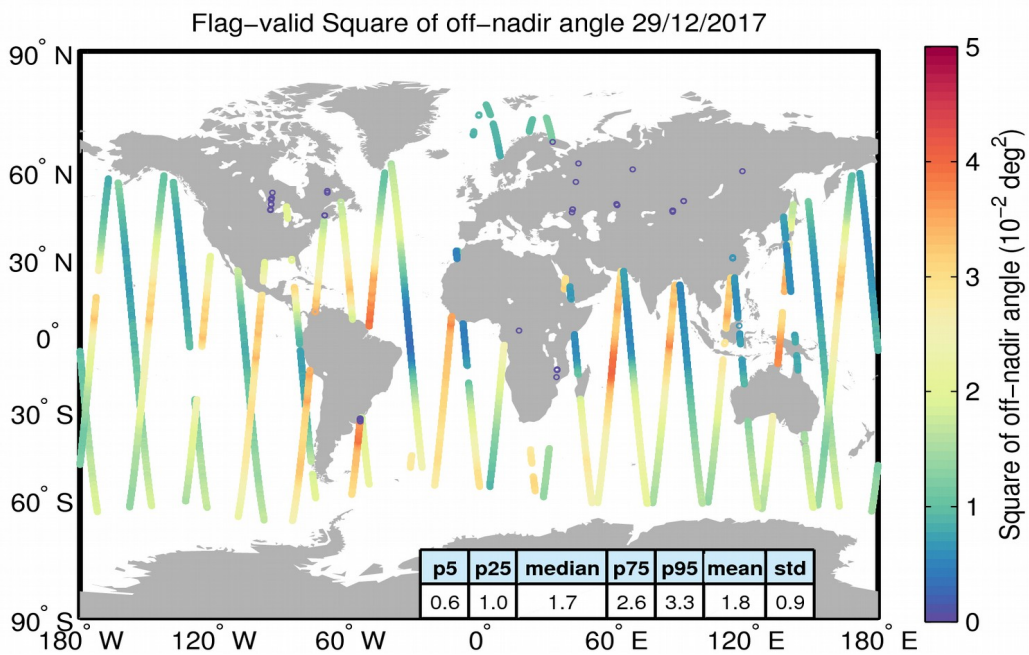 Flag−valid Square of off−nadir angle 29/12/2017
90° N
60° N
30° N
0°
30° S
60° S
90° S
180° W
120° W
60° W
0°
60° E
120° E
180° E
p5 p25 median p75 p95 mean std
0.6 1.0 1.7 2.6 3.3 1.8 0.9
5
4
3
2
1
0
Square of off−nadir angle (10⁻² deg²)